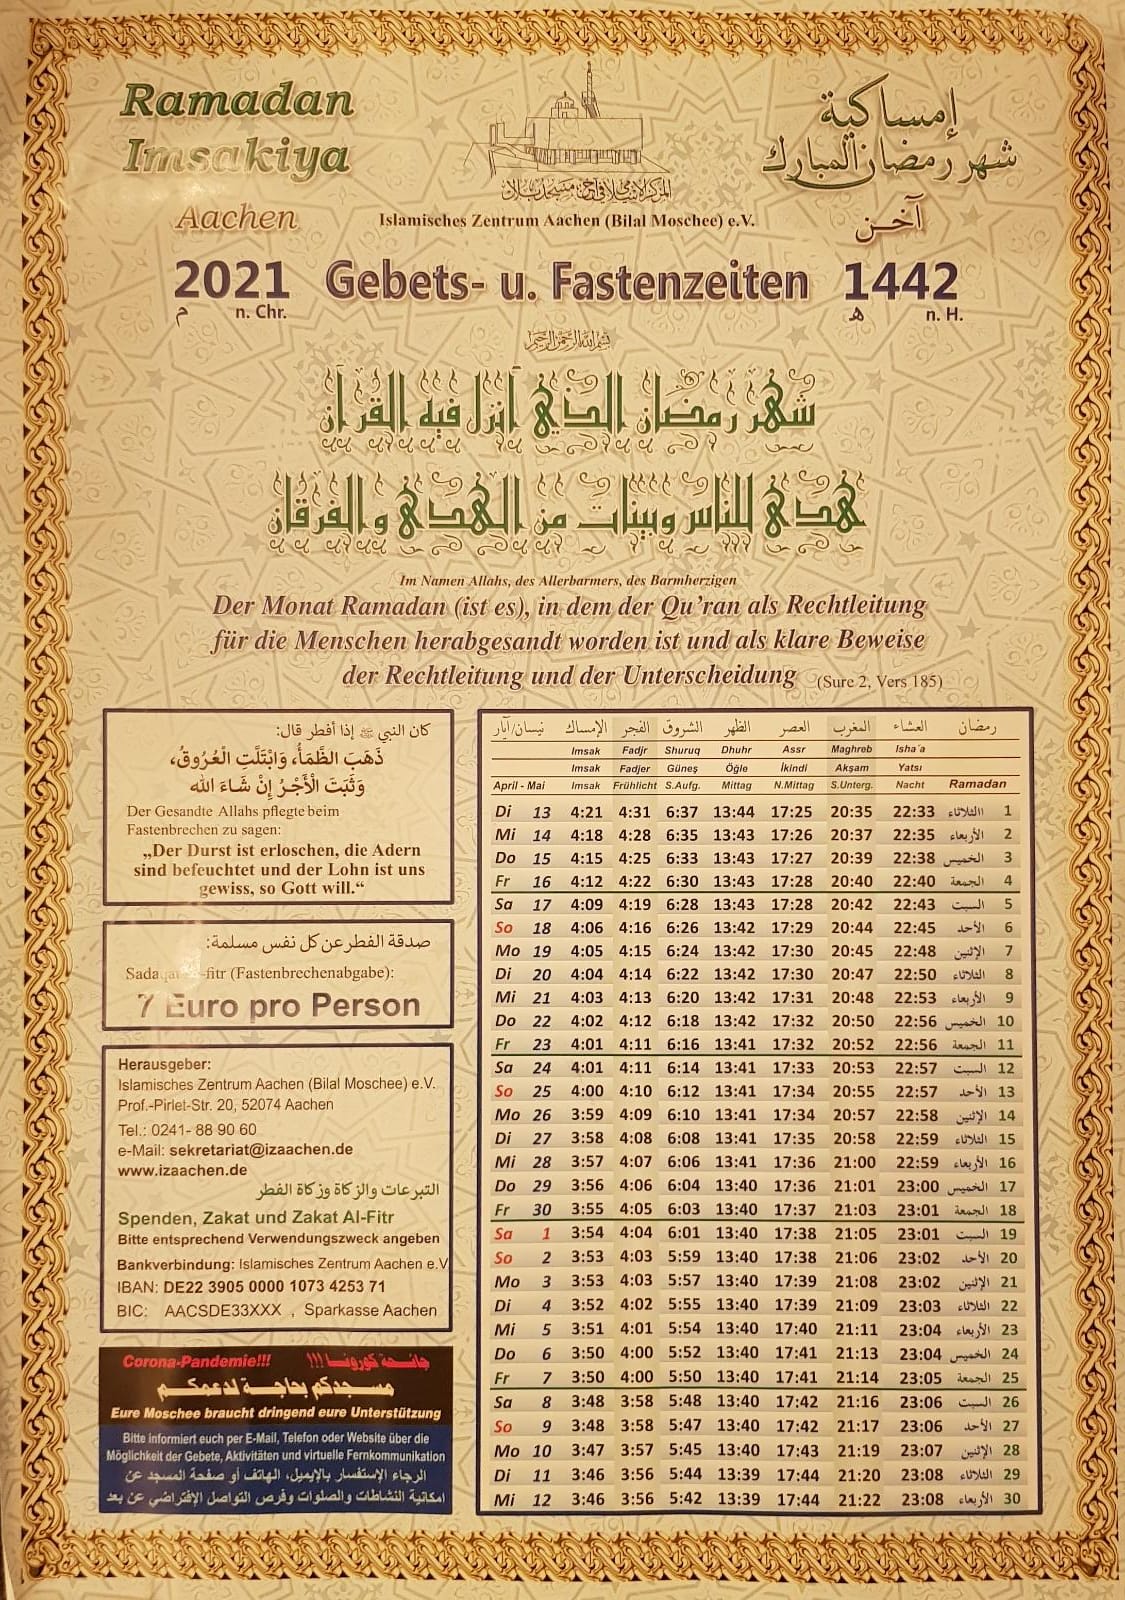 Ramadan
Imsakiya
Aachen
إمساكية
شهر رمضان المبارك
آخن
Islamisches Zentrum Aachen (Bilal Moschee) e.V.
2021 Gebets- u. Fastenzeiten 1442
م n. Chr. هـ n. H.
بسم الله الرحمن الرحيم
شهر رمضان الذي أنزل فيه القرآن
هدى للناس وبينات من الهدى والفرقان
Im Namen Allahs, des Allerbarmers, des Barmherzigen
Der Monat Ramadan (ist es), in dem der Qu’ran als Rechtleitung
für die Menschen herabgesandt worden ist und als klare Beweise
der Rechtleitung und der Unterscheidung (Sure 2, Vers 185)
كان النبي ﷺ إذا أفطر قال:
ذَهَبَ الظَّمَأُ، وَابْتَلَّتِ الْعُرُوقُ،
وَثَبَتَ الْأَجْرُ إِنْ شَاءَ الله
Der Gesandte Allahs pflegte beim
Fastenbrechen zu sagen:
„Der Durst ist erloschen, die Adern
sind befeuchtet und der Lohn ist uns
gewiss, so Gott will.“
صدقة الفطر عن كل نفس مسلمة:
-fitr (Fastenbrechenabgabe):
7 Euro pro Person
Herausgeber:
Islamisches Zentrum Aachen (Bilal Moschee) e.V.
Prof.-Pirlet-Str. 20, 52074 Aachen
Tel.: 0241- 88 90 60
e-Mail: sekretariat@izaachen.de
www.izaachen.de
التبرعات والزكاة وزكاة الفطر
Spenden, Zakat und Zakat Al-Fitr
Bitte entsprechend Verwendungszweck angeben
Bankverbindung: Islamisches Zentrum Aachen e.V
IBAN: DE22 3905 0000 1073 4253 71
BIC: AACSDE33XXX , Sparkasse Aachen
Corona-Pandemie!!! جائحة كورونا !!!
مسجدكم بحاجة لدعمكم
Eure Moschee braucht dringend eure Unterstützung
Bitte informiert euch per E-Mail, Telefon oder Website über die
Möglichkeit der Gebete, Aktivitäten und virtuelle Fernkommunikation
الرجاء الإستفسار بالإيميل، الهاتف أو صفحة المسجد عن
امكانية النشاطات والصلوات وفرص التواصل الإفتراضي عن بعد
نيسان/أيار الإمساك الفجر الشروق الظهر العصر المغرب العشاء رمضان
Imsak Fadjr Shuruq Dhuhr Assr Maghreb Isha´a
Imsak Fadjer Güneş Öğle İkindi Akşam Yatsı
April - Mai Imsak Frühlicht S.Aufg. Mittag N.Mittag S.Unterg. Nacht Ramadan
Di 13 4:21 4:31 6:37 13:44 17:25 20:35 22:33 الثلاثاء 1
Mi 14 4:18 4:28 6:35 13:43 17:26 20:37 22:35 الأربعاء 2
Do 15 4:15 4:25 6:33 13:43 17:27 20:39 22:38 الخميس 3
Fr 16 4:12 4:22 6:30 13:43 17:28 20:40 22:40 الجمعة 4
Sa 17 4:09 4:19 6:28 13:43 17:28 20:42 22:43 السبت 5
So 18 4:06 4:16 6:26 13:42 17:29 20:44 22:45 الأحد 6
Mo 19 4:05 4:15 6:24 13:42 17:30 20:45 22:48 الإثنين 7
Di 20 4:04 4:14 6:22 13:42 17:30 20:47 22:50 الثلاثاء 8
Mi 21 4:03 4:13 6:20 13:42 17:31 20:48 22:53 الأربعاء 9
Do 22 4:02 4:12 6:18 13:42 17:32 20:50 22:56 الخميس 10
Fr 23 4:01 4:11 6:16 13:41 17:32 20:52 22:56 الجمعة 11
Sa 24 4:01 4:11 6:14 13:41 17:33 20:53 22:57 السبت 12
So 25 4:00 4:10 6:12 13:41 17:34 20:55 22:57 الأحد 13
Mo 26 3:59 4:09 6:10 13:41 17:34 20:57 22:58 الإثنين 14
Di 27 3:58 4:08 6:08 13:41 17:35 20:58 22:59 الثلاثاء 15
Mi 28 3:57 4:07 6:06 13:41 17:36 21:00 22:59 الأربعاء 16
Do 29 3:56 4:06 6:04 13:40 17:36 21:01 23:00 الخميس 17
Fr 30 3:55 4:05 6:03 13:40 17:37 21:03 23:01 الجمعة 18
Sa 1 3:54 4:04 6:01 13:40 17:38 21:05 23:01 السبت 19
So 2 3:53 4:03 5:59 13:40 17:38 21:06 23:02 الأحد 20
Mo 3 3:53 4:03 5:57 13:40 17:39 21:08 23:02 الإثنين 21
Di 4 3:52 4:02 5:55 13:40 17:39 21:09 23:03 الثلاثاء 22
Mi 5 3:51 4:01 5:54 13:40 17:40 21:11 23:04 الأربعاء 23
Do 6 3:50 4:00 5:52 13:40 17:41 21:13 23:04 الخميس 24
Fr 7 3:50 4:00 5:50 13:40 17:41 21:14 23:05 الجمعة 25
Sa 8 3:48 3:58 5:48 13:40 17:42 21:16 23:06 السبت 26
So 9 3:48 3:58 5:47 13:40 17:42 21:17 23:06 الأحد 27
Mo 10 3:47 3:57 5:45 13:40 17:43 21:19 23:07 الإثنين 28
Di 11 3:46 3:56 5:44 13:39 17:44 21:20 23:08 الثلاثاء 29
Mi 12 3:46 3:56 5:42 13:39 17:44 21:22 23:08 الأربعاء 30